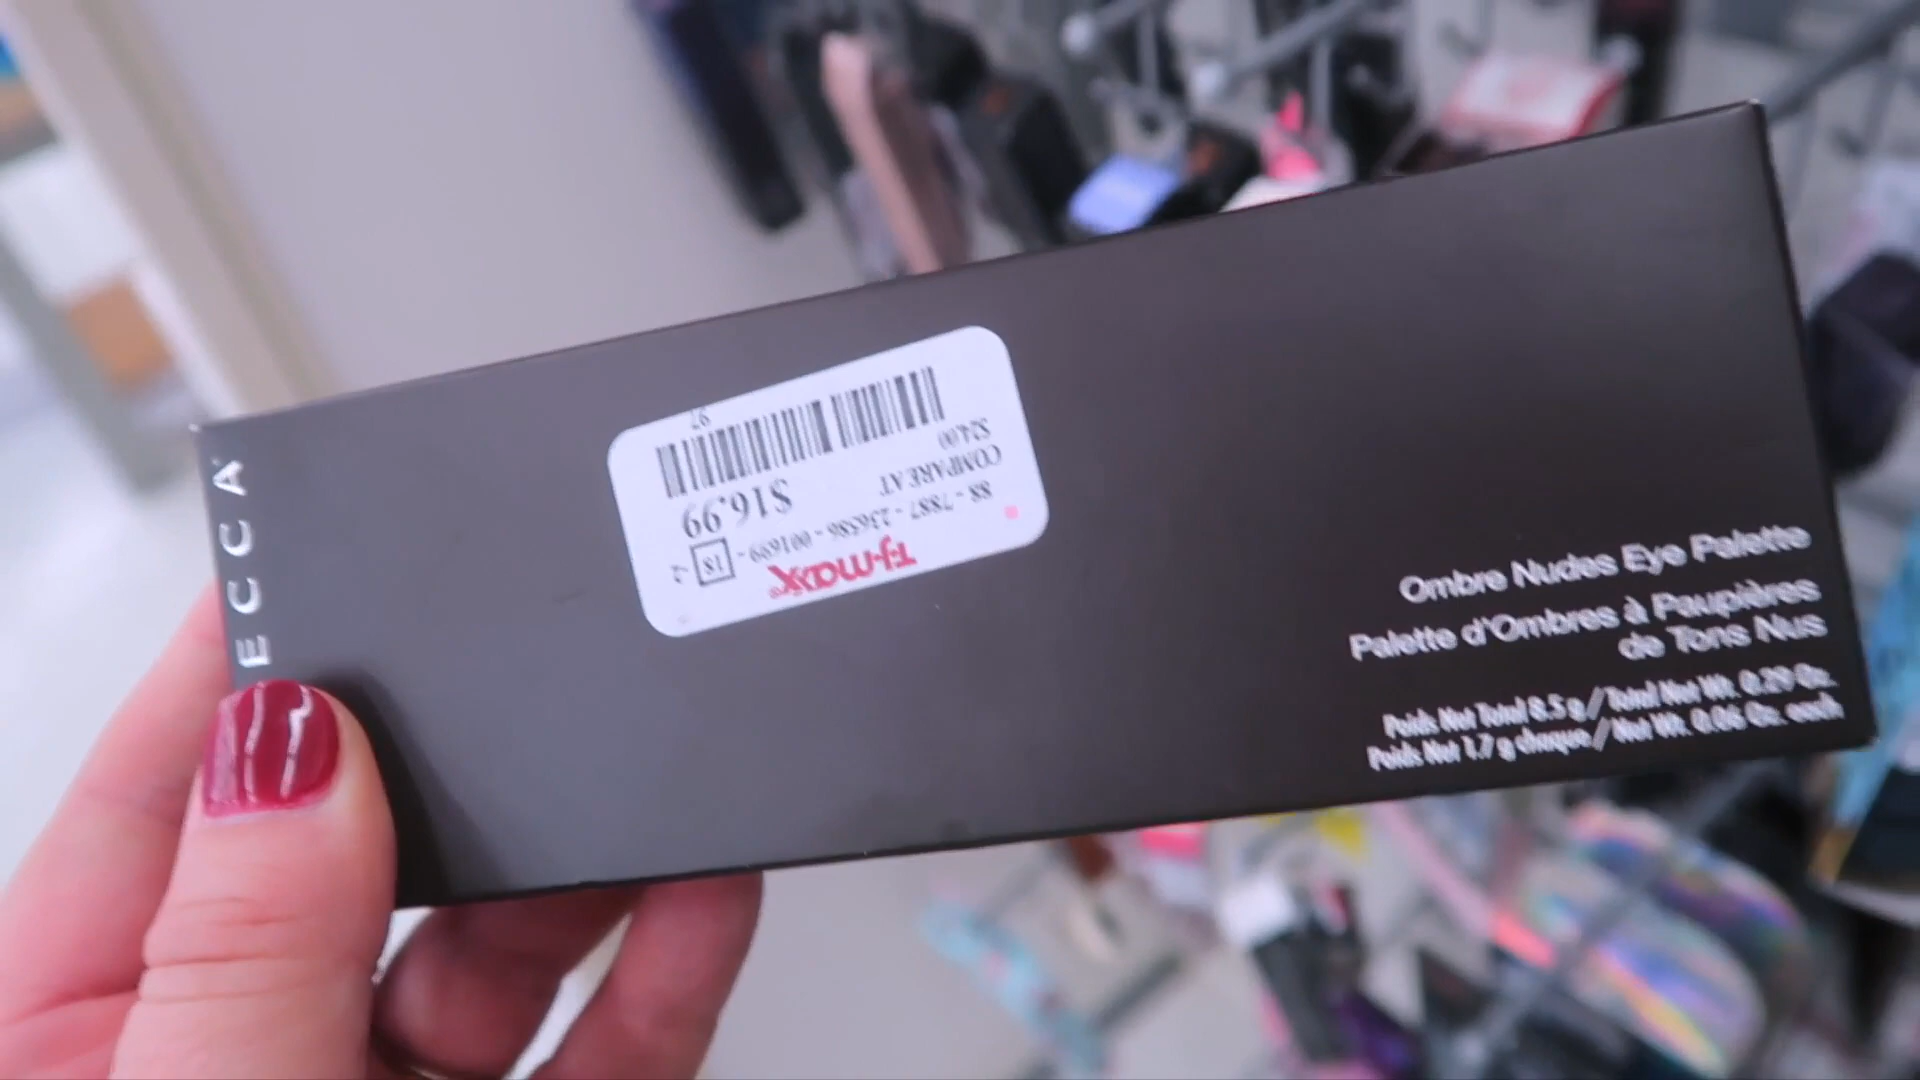 ECCA
T.J.maxx
88 - 7887 - 236586 - 001699 -
18
COMPARE AT
$24.00
$16.99
97
Ombre Nudes Eye Palette
Palette d'Ombres à Paupières
de Tons Nus
Poids Net Total 8.5 g / Total Net Wt. 0.29 Oz.
Poids Net 1.7 g chaque / Net Wt. 0.06 Oz. each